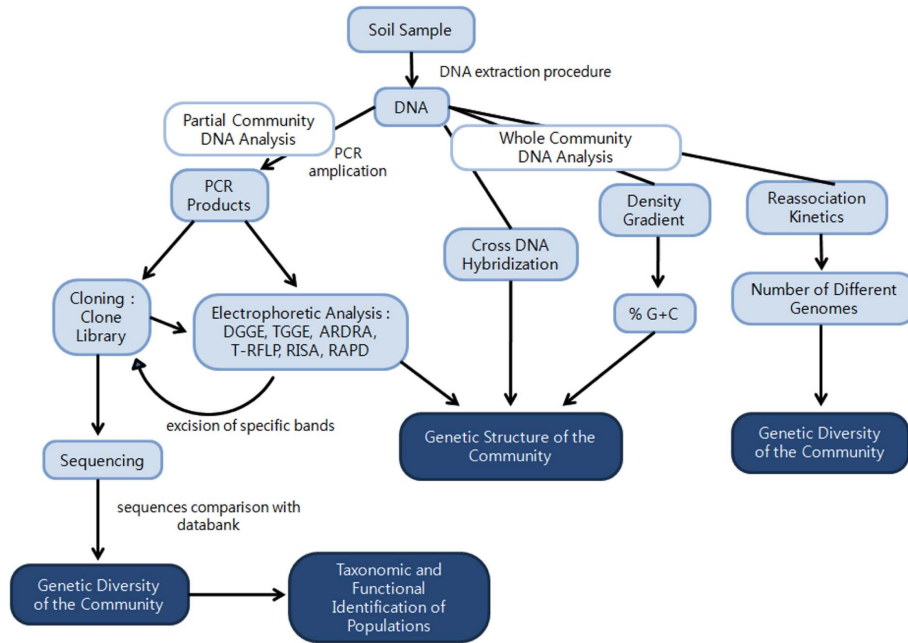 Soil Sample
DNA extraction procedure
DNA
Partial Community
DNA Analysis
Whole Community
DNA Analysis
PCR
amplication
PCR
Products
Density
Gradient
Reassociation
Kinetics
Cross DNA
Hybridization
Cloning :
Clone
Library
Electrophoretic Analysis :
DGGE, TGGE, ARDRA,
T-RFLP, RISA, RAPD
% G+C
Number of Different
Genomes
excision of specific bands
Genetic Structure of the
Community
Genetic Diversity
of the Community
Sequencing
sequences comparison with
databank
Genetic Diversity
of the Community
Taxonomic and
Functional
Identification of
Populations